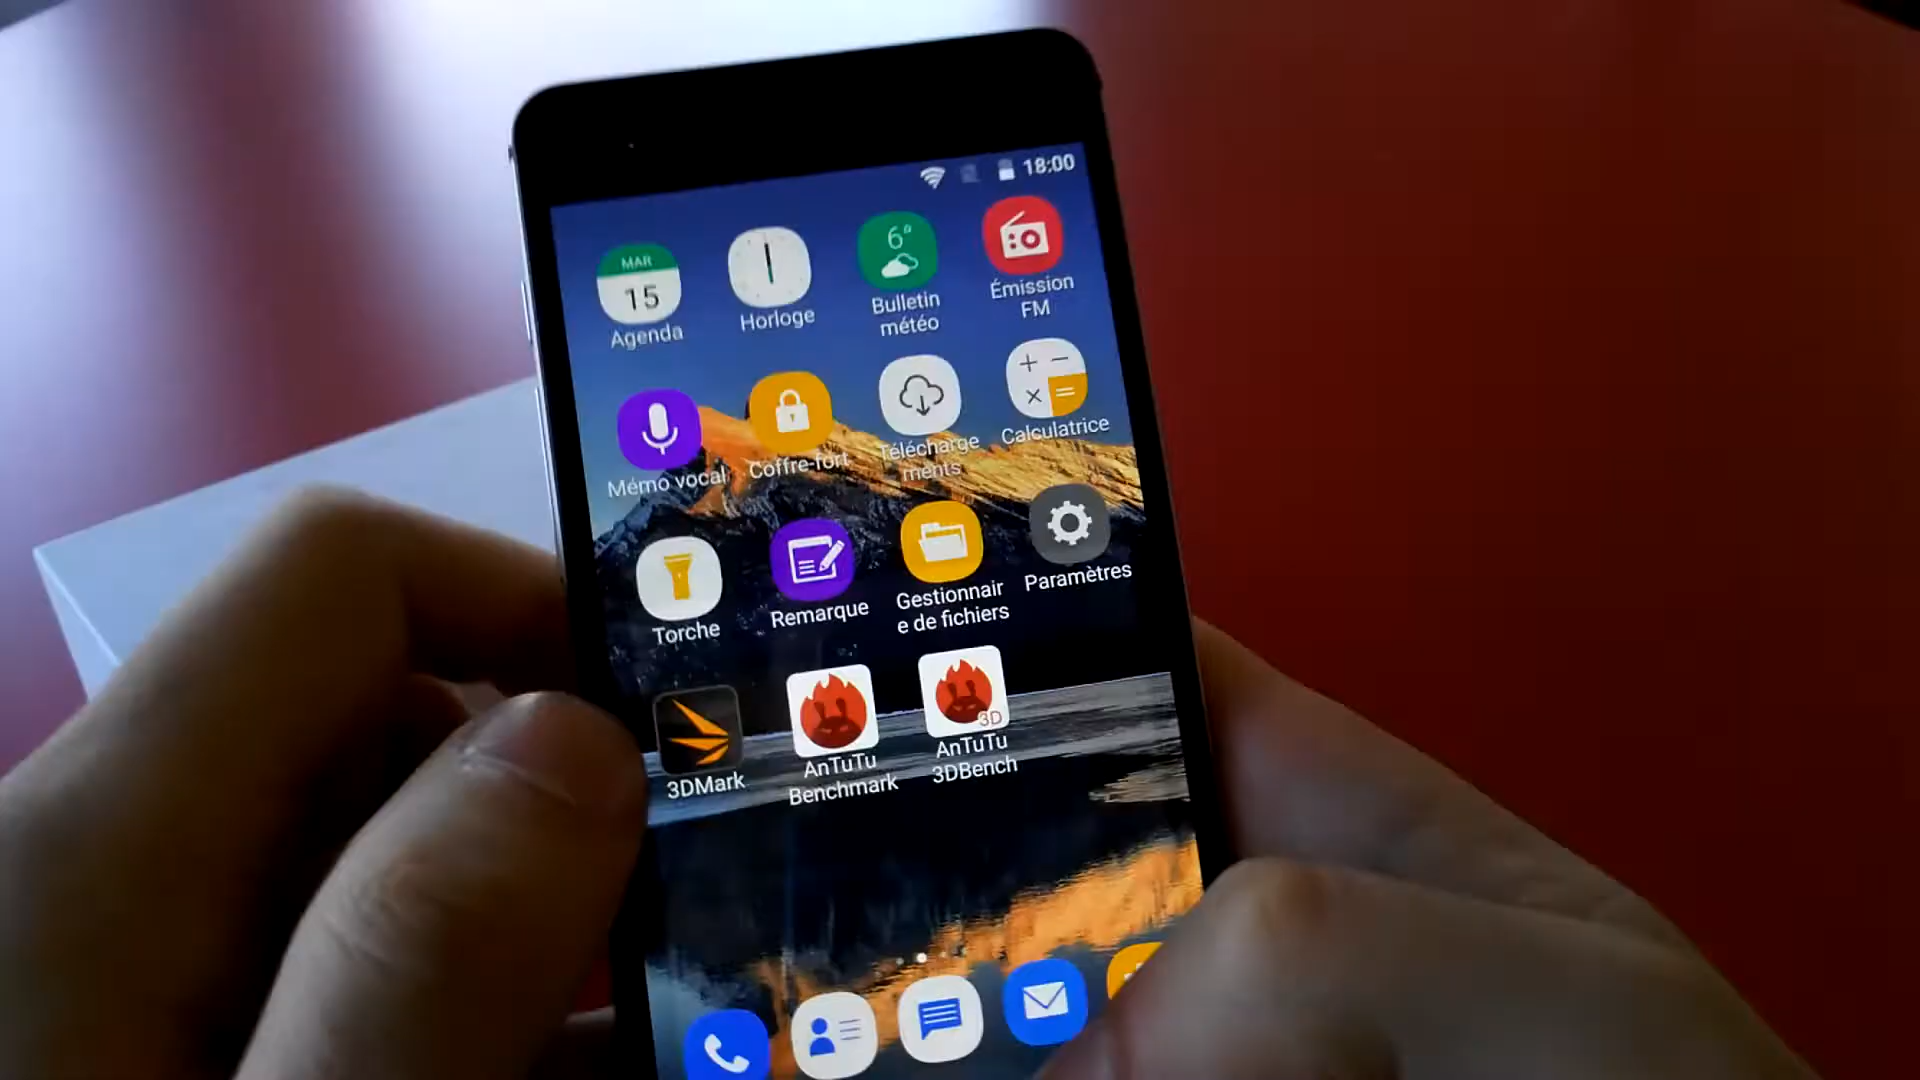 18:00
MAR
15
Agenda
Horloge
6°
Bulletin
météo
Émission
FM
Mémo vocal
Coffre-fort
Télécharge
ments
Calculatrice
Torche
Remarque
Gestionnair
e de fichiers
Paramètres
3DMark
AnTuTu
Benchmark
3D
AnTuTu
3DBench